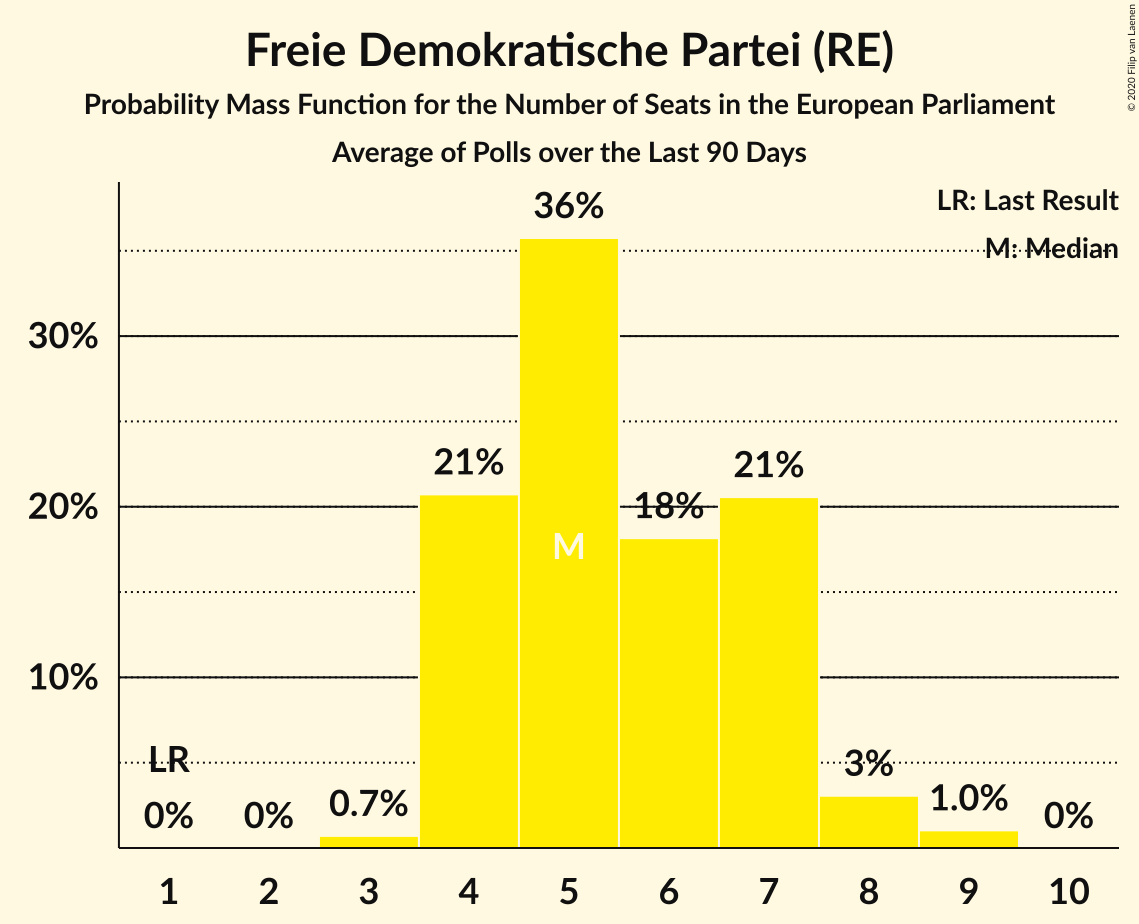 Freie Demokratische Partei (RE)
Probability Mass Function for the Number of Seats in the European Parliament
Average of Polls over the Last 90 Days
© 2020 Filip van Laenen
LR: Last Result
M: Median
36%
30%
21%
21%
20%
18%
M
10%
LR
3%
0%
0%
0.7%
1.0%
0%
1 2 3 4 5 6 7 8 9 10